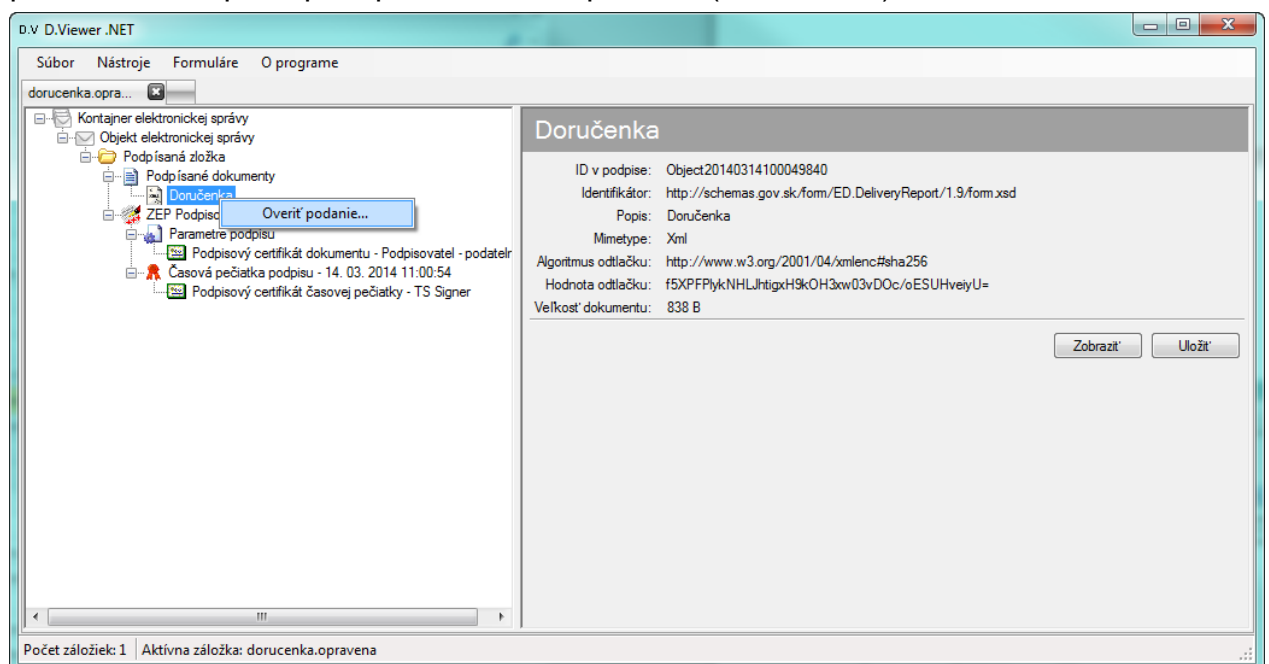 D.V D.Viewer .NET
Súbor Nástroje Formuláre O programe
dorucenka.opra...
Kontajner elektronickej správy
Objekt elektronickej správy
Podpísaná zložka
Podpísané dokumenty
Doručenka
ZEP Podpisc
Overiť podanie...
Parametre podpisu
Podpisový certifikát dokumentu - Podpisovatel - podateľr
Časová pečiatka podpisu - 14. 03. 2014 11:00:54
Podpisový certifikát časovej pečiatky - TS Signer
Doručenka
ID v podpise: Object20140314100049840
Identifikátor: http://schemas.gov.sk/form/ED.DeliveryReport/1.9/form.xsd
Popis: Doručenka
Mimetype: Xml
Algoritmus odtlačku: http://www.w3.org/2001/04/xmlenc#sha256
Hodnota odtlačku: f5XPFPlykNHLJhtigxH9kOH3xw03vDOc/oESUHveiyU=
Veľkosť dokumentu: 838 B
Zobraziť Uložiť
Počet záložiek: 1 Aktívna záložka: dorucenka.opravena